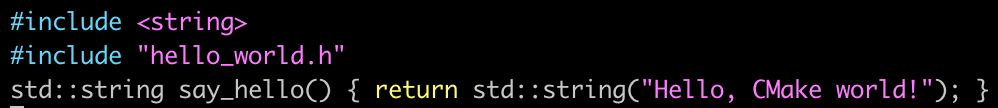 #include <string>
#include "hello_world.h"
std::string say_hello() { return std::string("Hello, CMake world!"); }